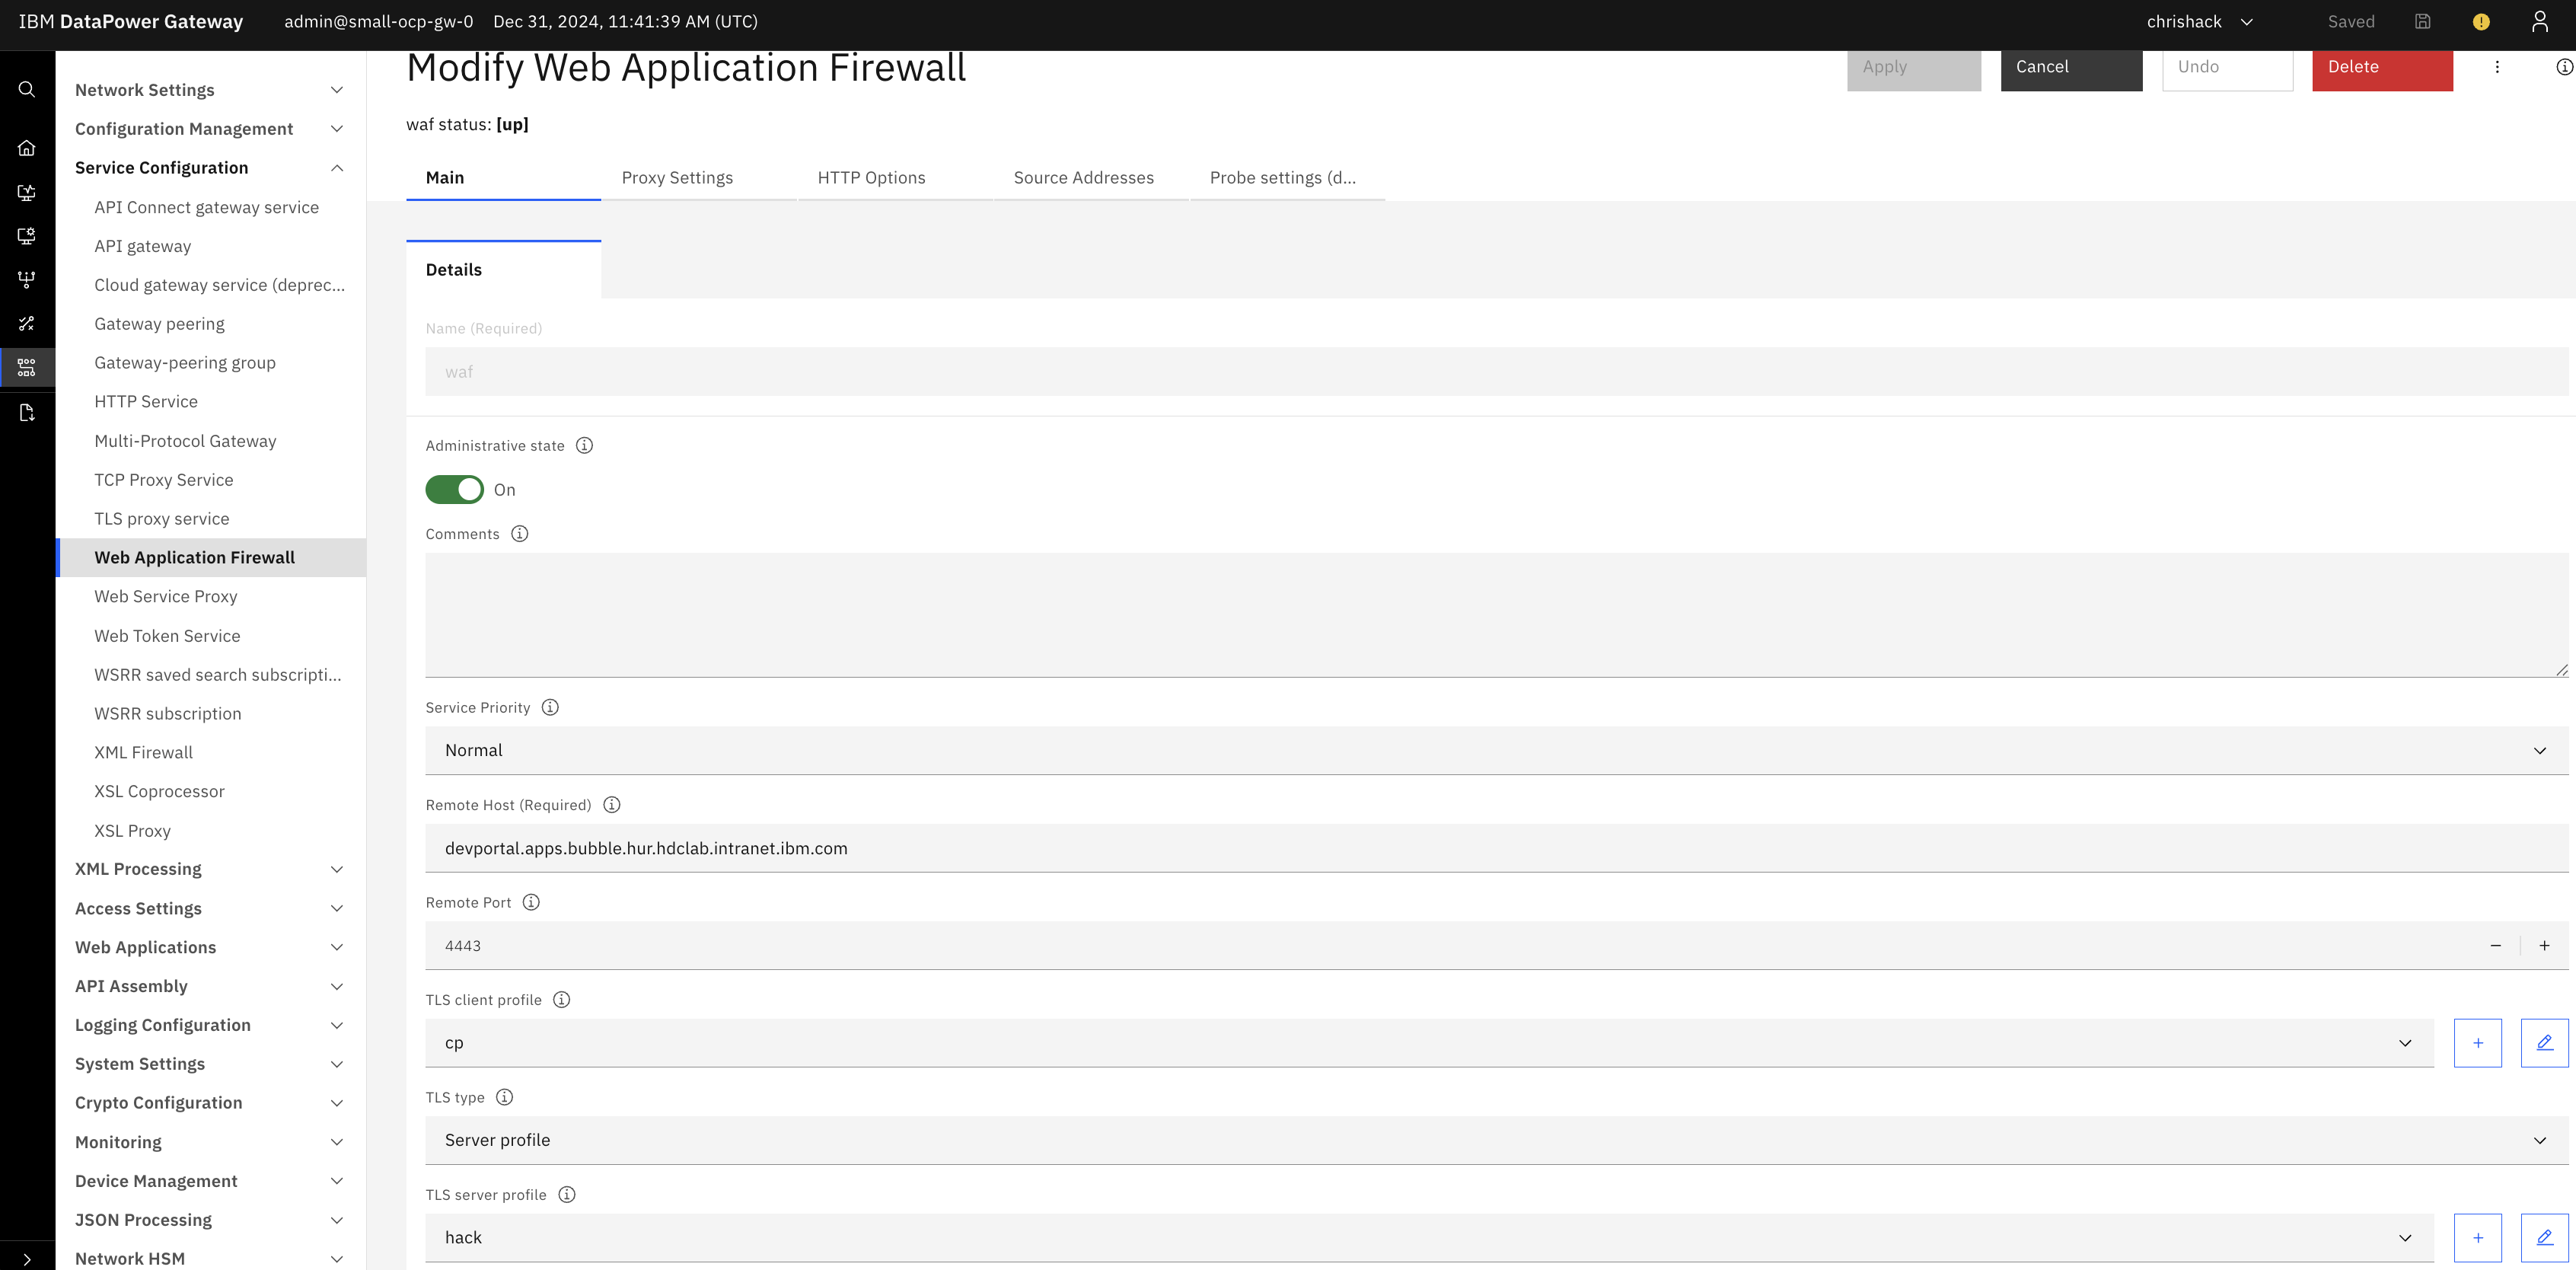 IBM DataPower Gateway admin@small-ocp-gw-0 Dec 31, 2024, 11:41:39 AM (UTC) chrishack Saved
Network Settings
Configuration Management
Service Configuration
API Connect gateway service
API gateway
Cloud gateway service (deprec...
Gateway peering
Gateway-peering group
HTTP Service
Multi-Protocol Gateway
TCP Proxy Service
TLS proxy service
Web Application Firewall
Web Service Proxy
Web Token Service
WSRR saved search subscripti...
WSRR subscription
XML Firewall
XSL Coprocessor
XSL Proxy
XML Processing
Access Settings
Web Applications
API Assembly
Logging Configuration
System Settings
Crypto Configuration
Monitoring
Device Management
JSON Processing
Network HSM
Modify Web Application Firewall
Apply Cancel Undo Delete
waf status: [up]
Main Proxy Settings HTTP Options Source Addresses Probe settings (d...
Details
Name (Required)
waf
Administrative state
On
Comments
Service Priority
Normal
Remote Host (Required)
devportal.apps.bubble.hur.hdclab.intranet.ibm.com
Remote Port
4443
TLS client profile
cp
TLS type
Server profile
TLS server profile
hack